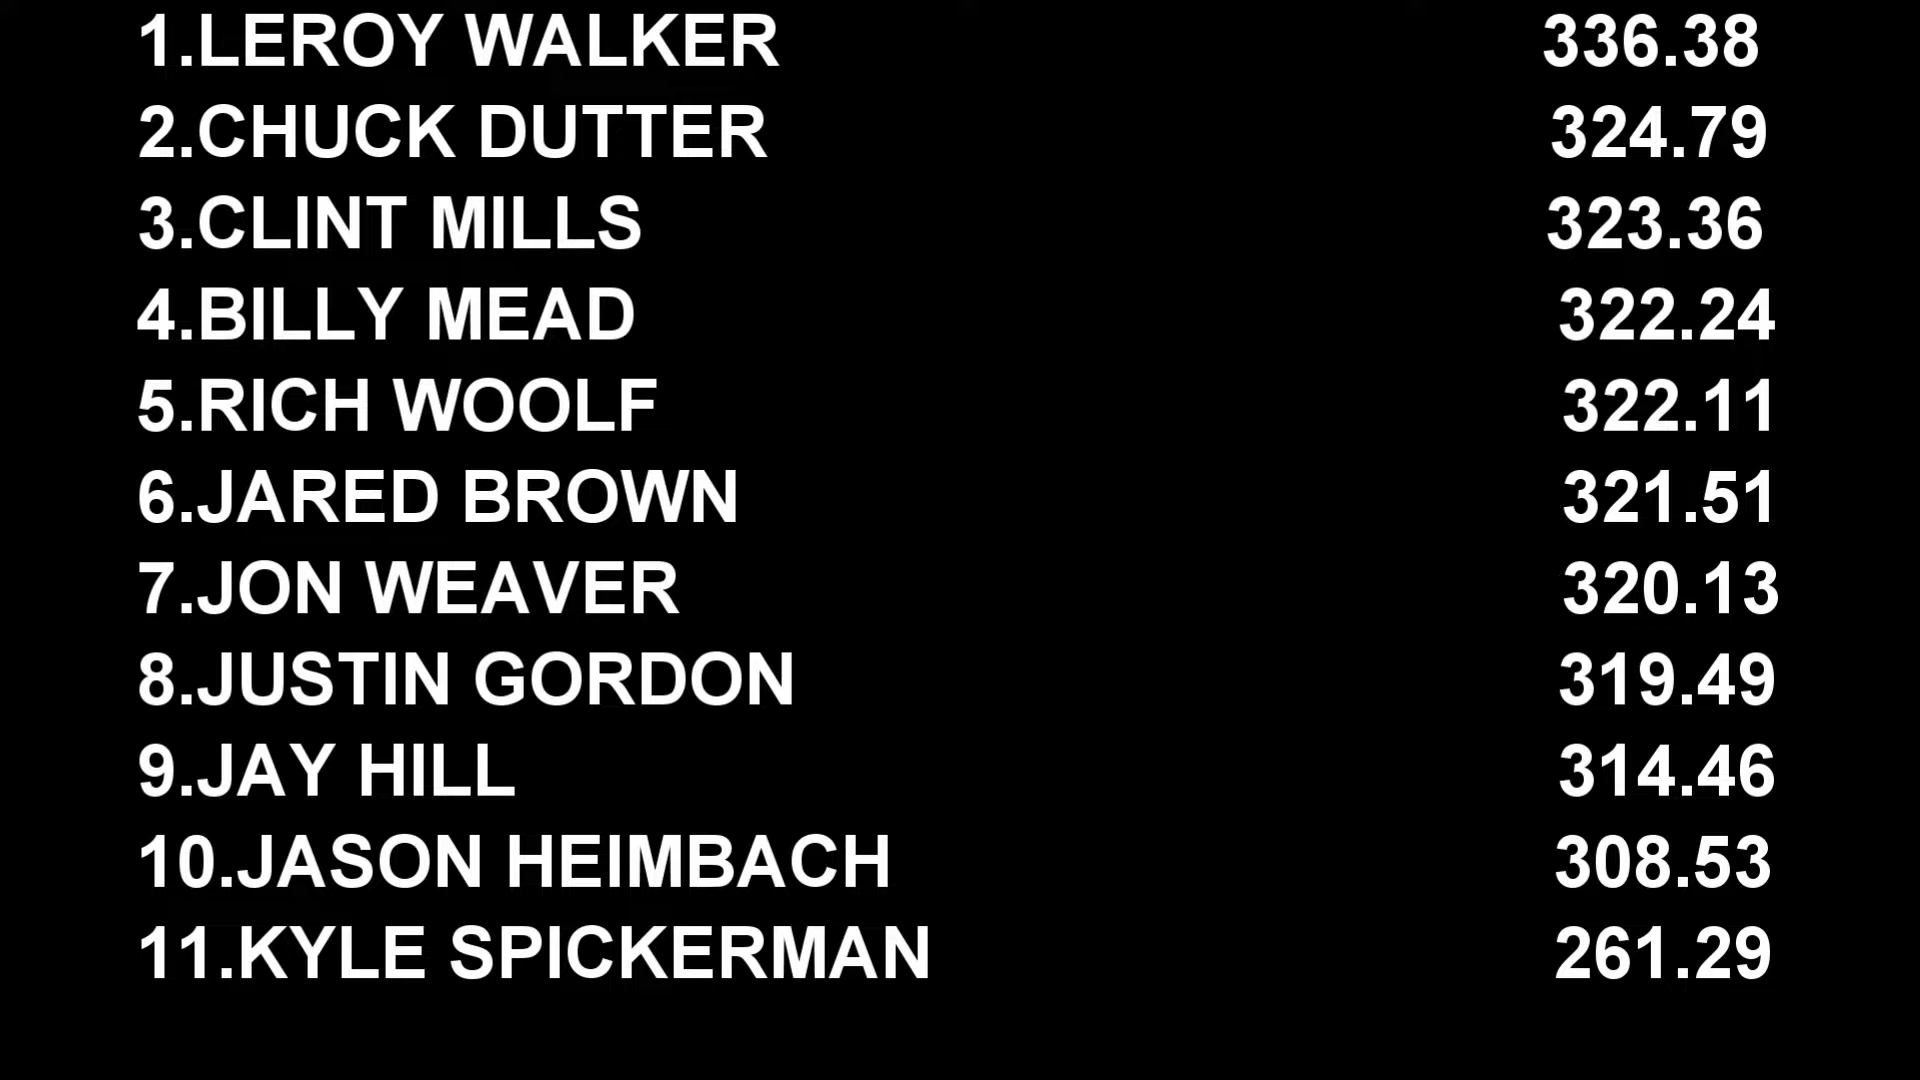 1.LEROY WALKER 336.38
2.CHUCK DUTTER 324.79
3.CLINT MILLS 323.36
4.BILLY MEAD 322.24
5.RICH WOOLF 322.11
6.JARED BROWN 321.51
7.JON WEAVER 320.13
8.JUSTIN GORDON 319.49
9.JAY HILL 314.46
10.JASON HEIMBACH 308.53
11.KYLE SPICKERMAN 261.29